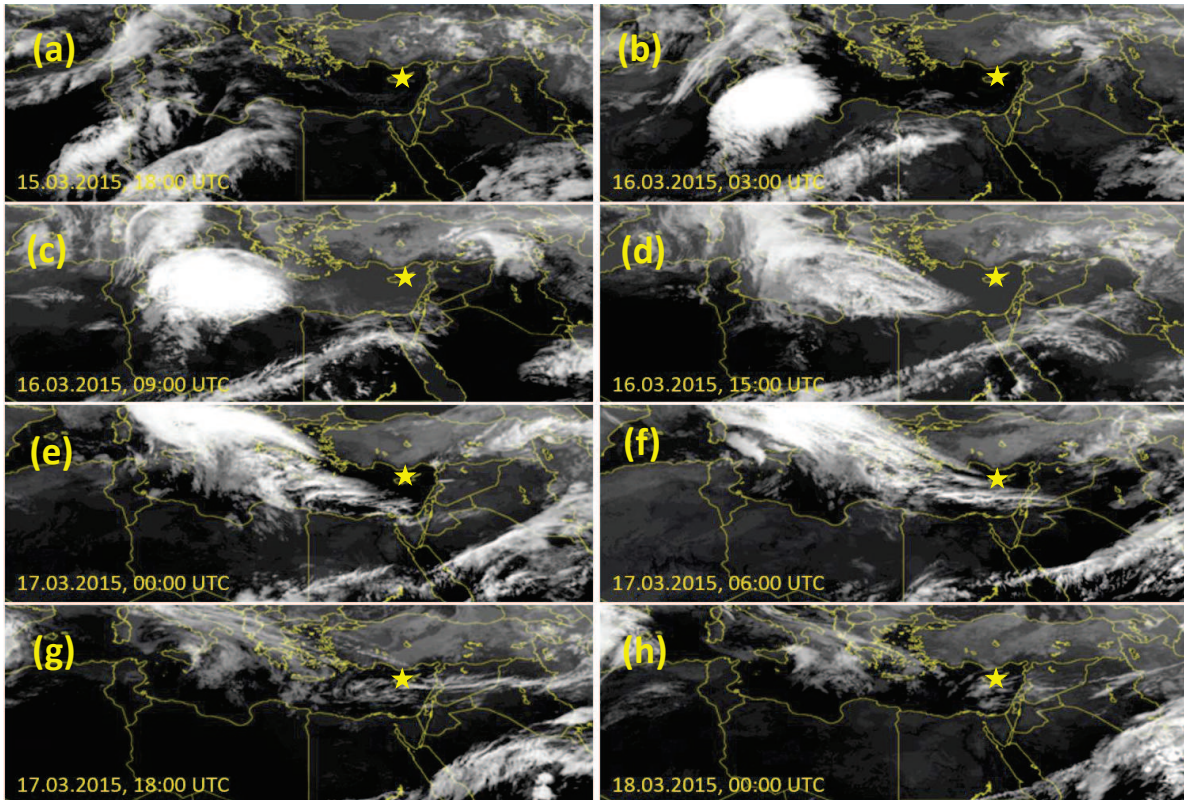 (a)
15.03.2015, 18:00 UTC
(b)
16.03.2015, 03:00 UTC
(c)
16.03.2015, 09:00 UTC
(d)
16.03.2015, 15:00 UTC
(e)
17.03.2015, 00:00 UTC
(f)
17.03.2015, 06:00 UTC
(g)
17.03.2015, 18:00 UTC
(h)
18.03.2015, 00:00 UTC